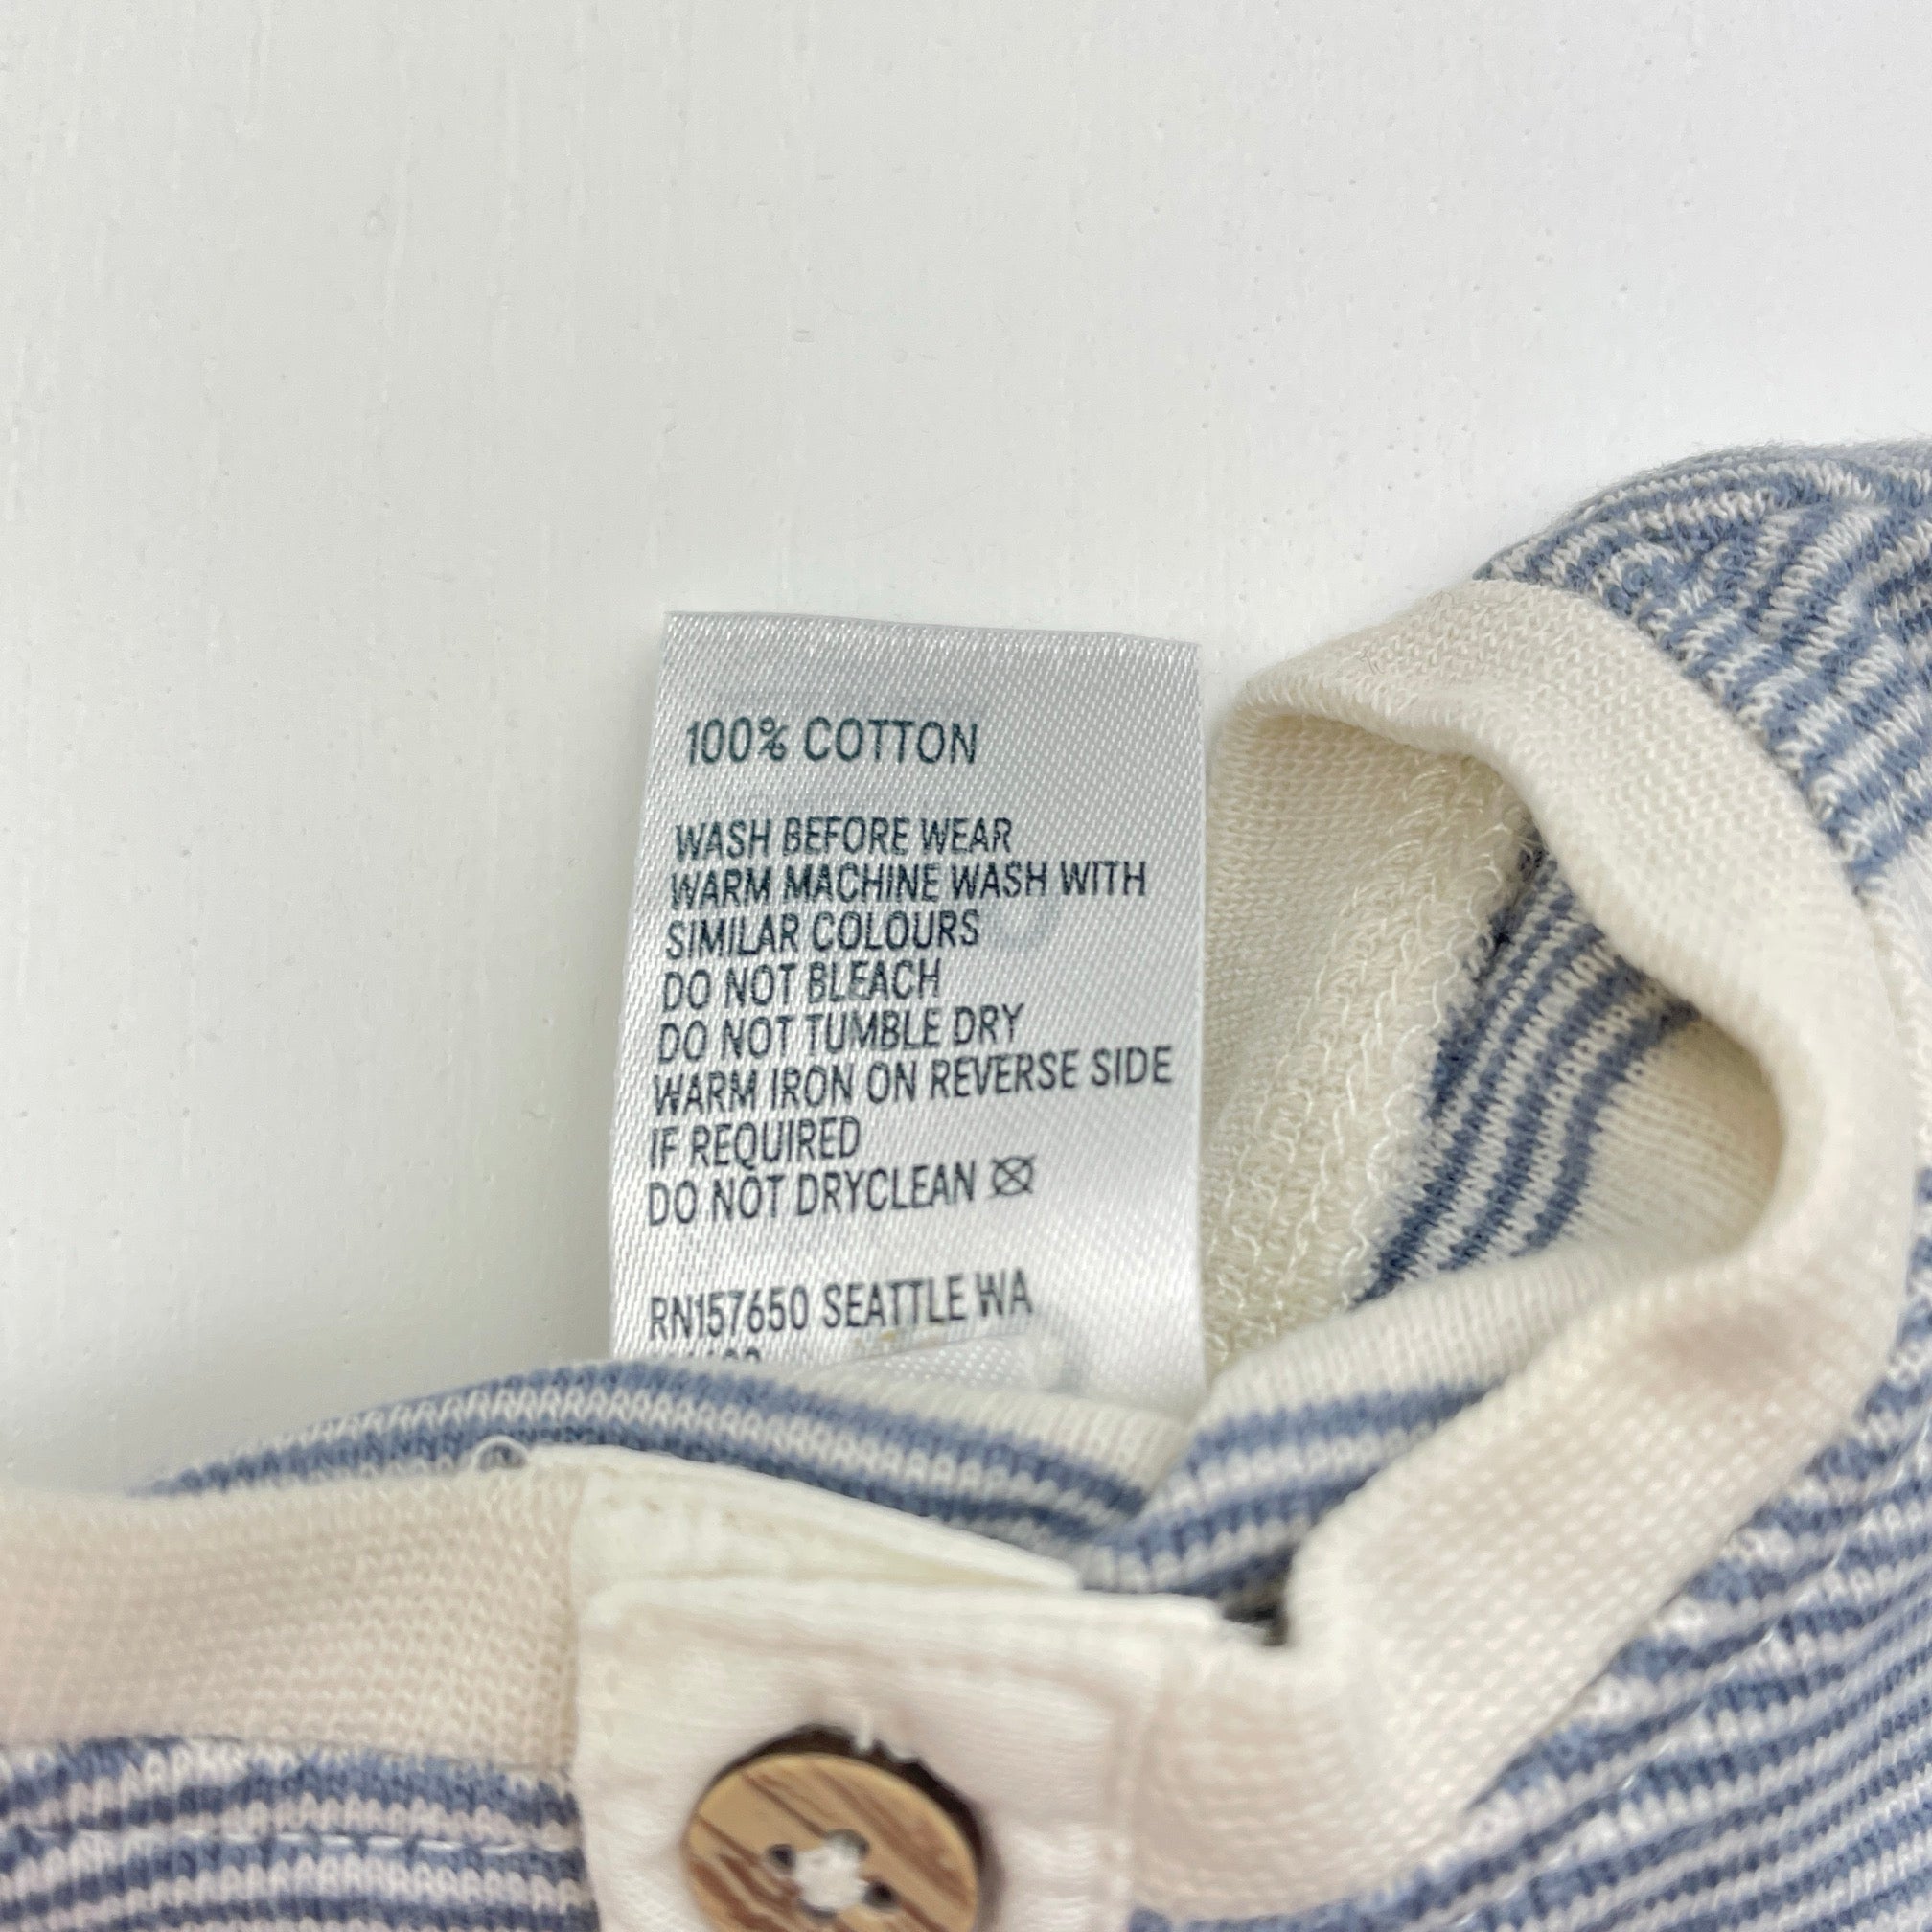 100% COTTON
WASH BEFORE WEAR
WARM MACHINE WASH WITH
SIMILAR COLOURS
DO NOT BLEACH
DO NOT TUMBLE DRY
WARM IRON ON REVERSE SIDE
IF REQUIRED
DO NOT DRYCLEAN
RN157650 SEATTLE WA